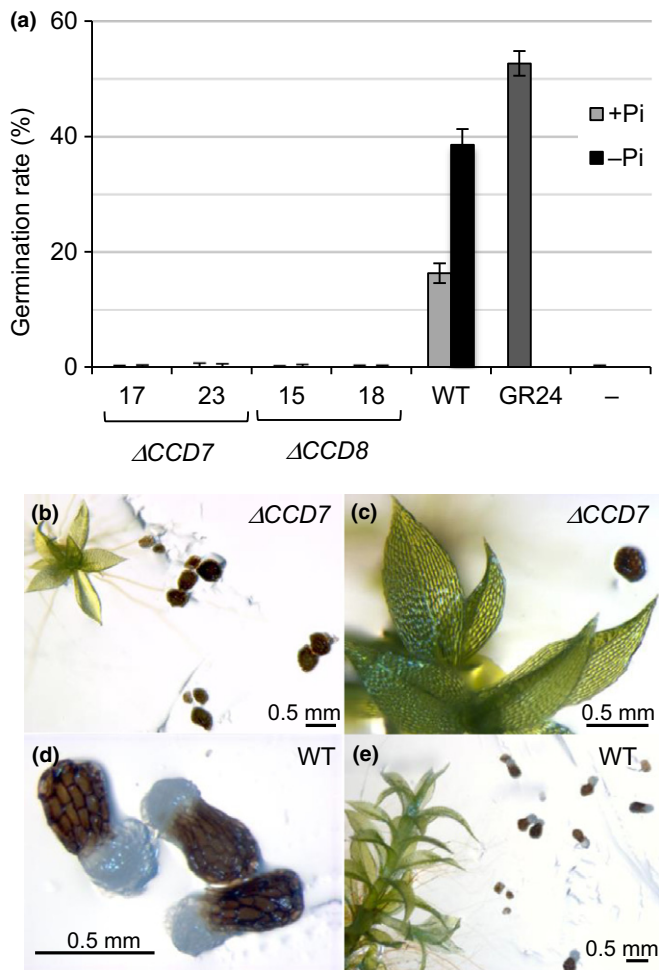 (a)
60
40
20
0
Germination rate (%)
+Pi
–Pi
17 23 15 18 WT GR24 –
ΔCCD7 ΔCCD8
(b) ΔCCD7
0.5 mm
(c) ΔCCD7
0.5 mm
(d) WT
0.5 mm
(e) WT
0.5 mm